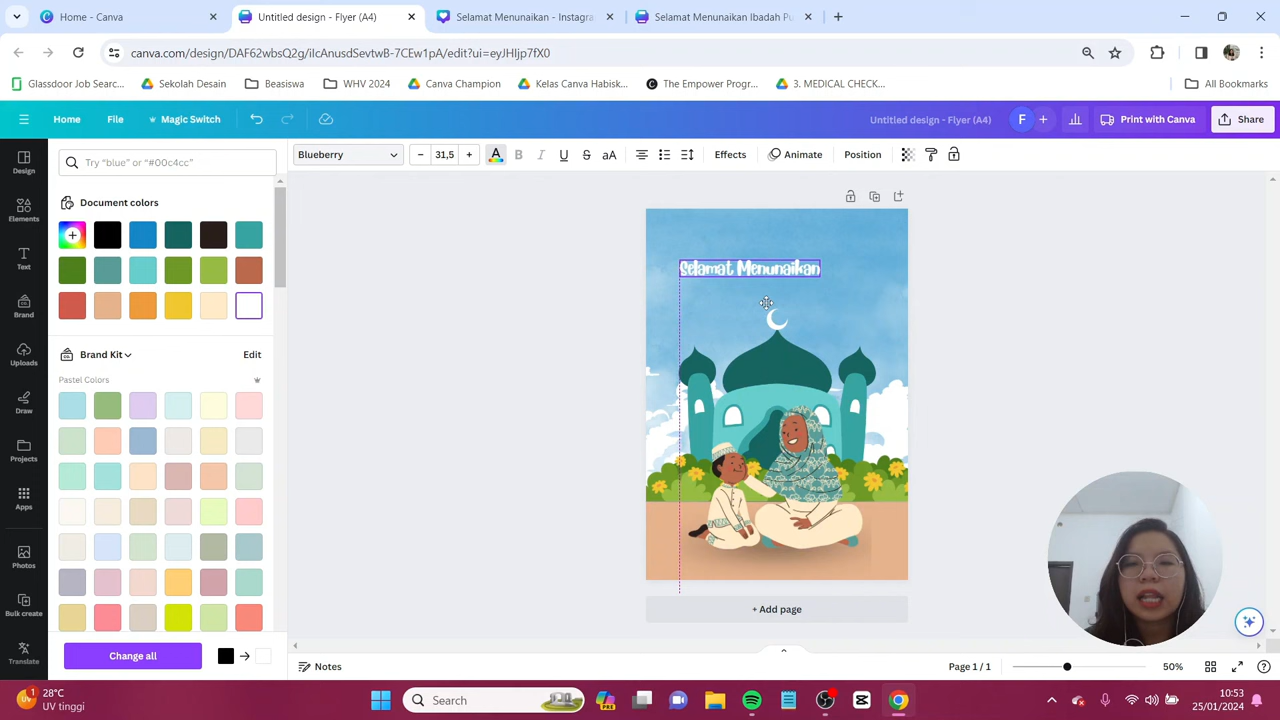 Home - Canva
Untitled design - Flyer (A4)
Selamat Menunaikan - Instagra
Selamat Menunaikan Ibadah Pu
canva.com/design/DAF62wbsQ2g/iIcAnusdSevtwB-7CEw1pA/edit?ui=eyJHIjp7fX0
Glassdoor Job Searc...
Sekolah Desain
Beasiswa
WHV 2024
Canva Champion
Kelas Canva Habisk...
The Empower Progr...
3. MEDICAL CHECK...
All Bookmarks
Home
File
Magic Switch
Untitled design - Flyer (A4)
F
Print with Canva
Share
Design
Elements
Text
Brand
Uploads
Draw
Projects
Apps
Photos
Bulk create
Translate
Try "blue" or "#00c4cc"
Blueberry
31,5
A
B
I
U
S
aA
Effects
Animate
Position
Document colors
Brand Kit
Edit
Pastel Colors
Change all
Selamat Menunaikan
+ Add page
Notes
Page 1 / 1
50%
1
28°C
UV tinggi
Search
10:53
25/01/2024